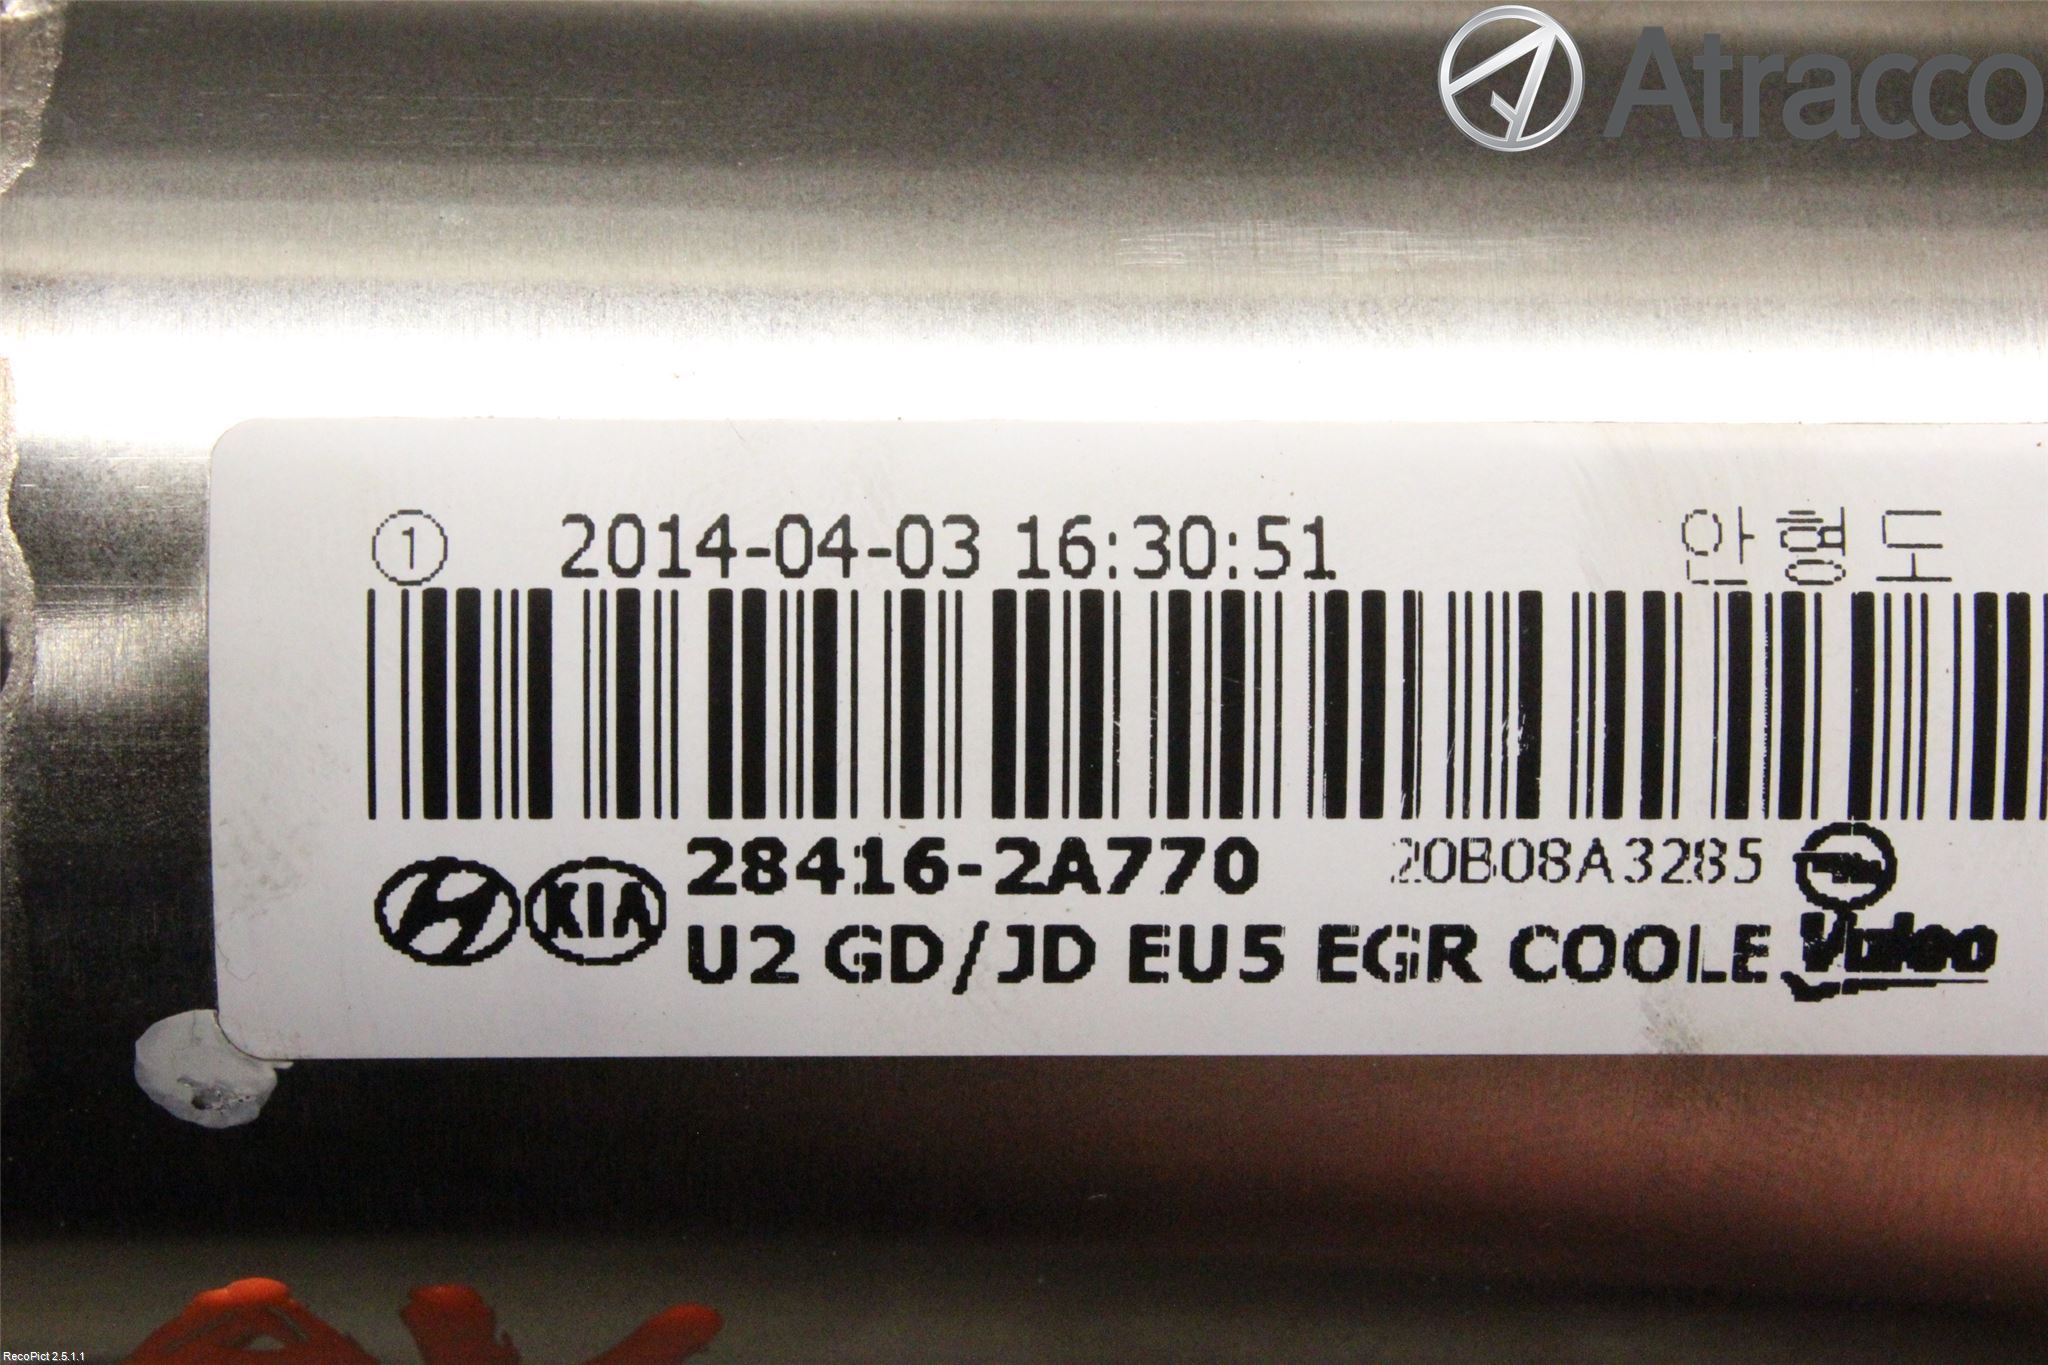 Atracco
① 2014-04-03 16:30:51 안형도
28416-2A770 20B08A3285
KIA U2 GD/JD EU5 EGR COOLE Valeo
RecoPict 2.5.1.1